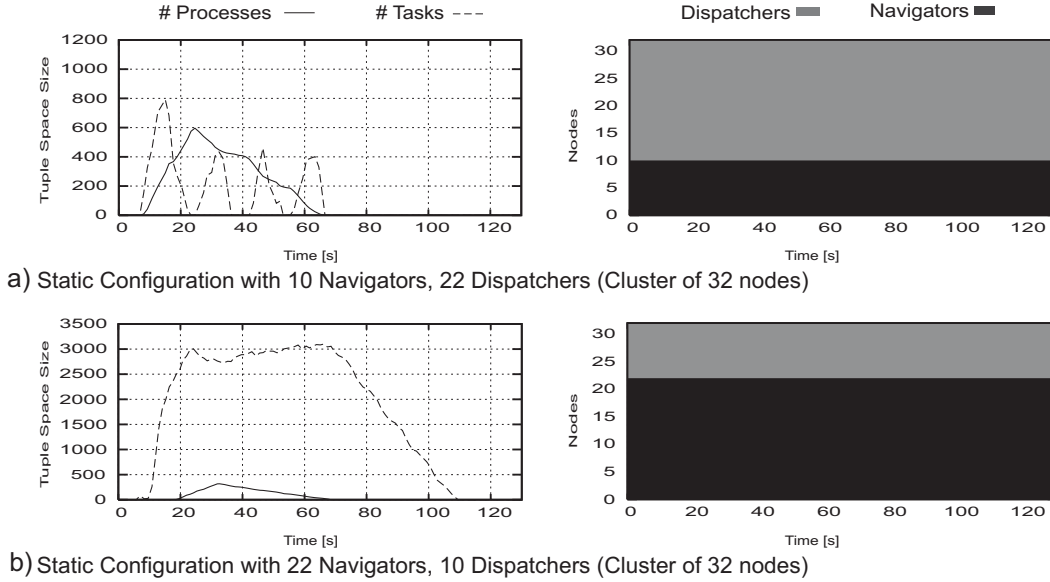 # Processes # Tasks Dispatchers Navigators
Tuple Space Size
1200
1000
800
600
400
200
0
0 20 40 60 80 100 120
Time [s]
Nodes
30
25
20
15
10
5
0
0 20 40 60 80 100 120
Time [s]
a) Static Configuration with 10 Navigators, 22 Dispatchers (Cluster of 32 nodes)
Tuple Space Size
3500
3000
2500
2000
1500
1000
500
0
0 20 40 60 80 100 120
Time [s]
Nodes
30
25
20
15
10
5
0
0 20 40 60 80 100 120
Time [s]
b) Static Configuration with 22 Navigators, 10 Dispatchers (Cluster of 32 nodes)